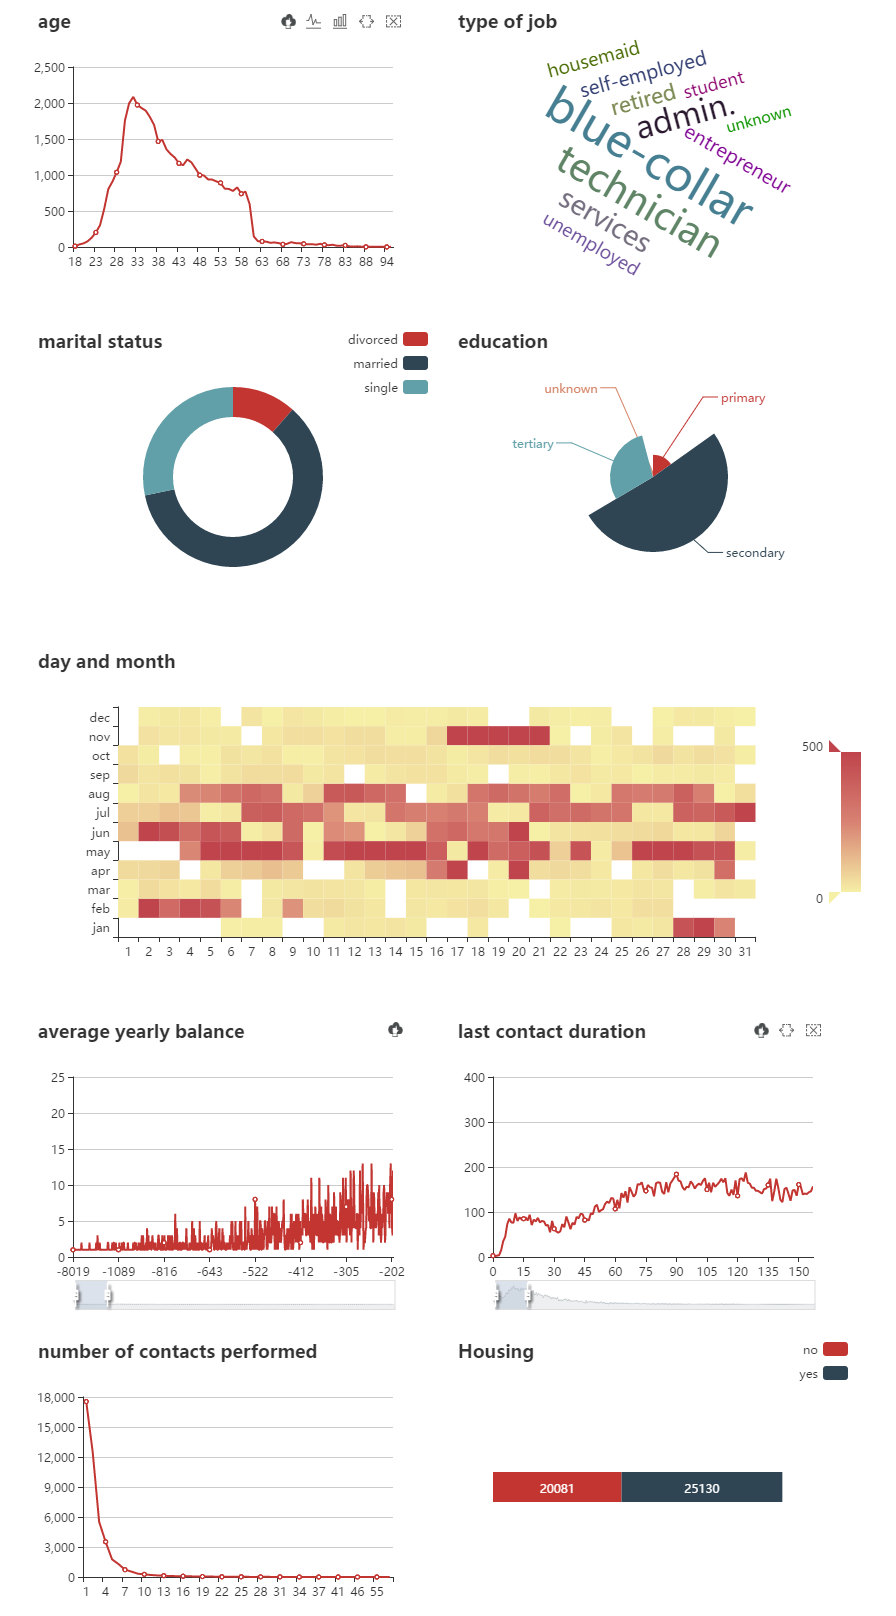 age
type of job
2,500
2,000
1,500
1,000
500
0
18 23 28 33 38 43 48 53 58 63 68 73 78 83 88 94
housemaid
self-employed
retired
student
admin.
unknown
blue-collar
entrepreneur
technician
services
unemployed
marital status
divorced
married
single
education
unknown
primary
tertiary
secondary
day and month
dec
nov
oct
sep
aug
jul
jun
may
apr
mar
feb
jan
1 2 3 4 5 6 7 8 9 10 11 12 13 14 15 16 17 18 19 20 21 22 23 24 25 26 27 28 29 30 31
500
0
average yearly balance
25
20
15
10
5
0
-8019 -1089 -816 -643 -522 -412 -305 -202
last contact duration
400
300
200
100
0
0 15 30 45 60 75 90 105 120 135 150
number of contacts performed
18,000
15,000
12,000
9,000
6,000
3,000
0
1 4 7 10 13 16 19 22 25 28 31 34 37 41 46 55
Housing
no
yes
20081 25130